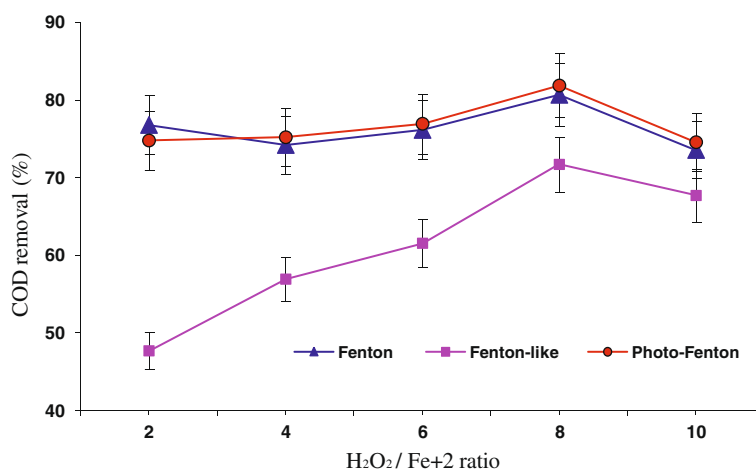 90
80
70
60
50
40
COD removal (%)
Fenton Fenton-like Photo-Fenton
2 4 6 8 10
H₂O₂ / Fe+2 ratio